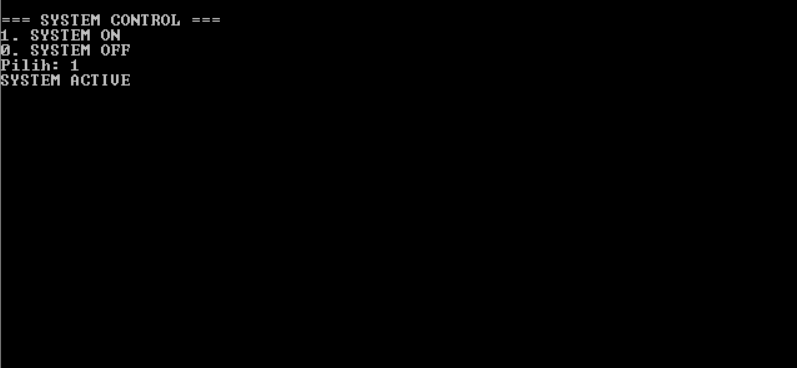 === SYSTEM CONTROL ===
1. SYSTEM ON
0. SYSTEM OFF
Pilih: 1
SYSTEM ACTIVE